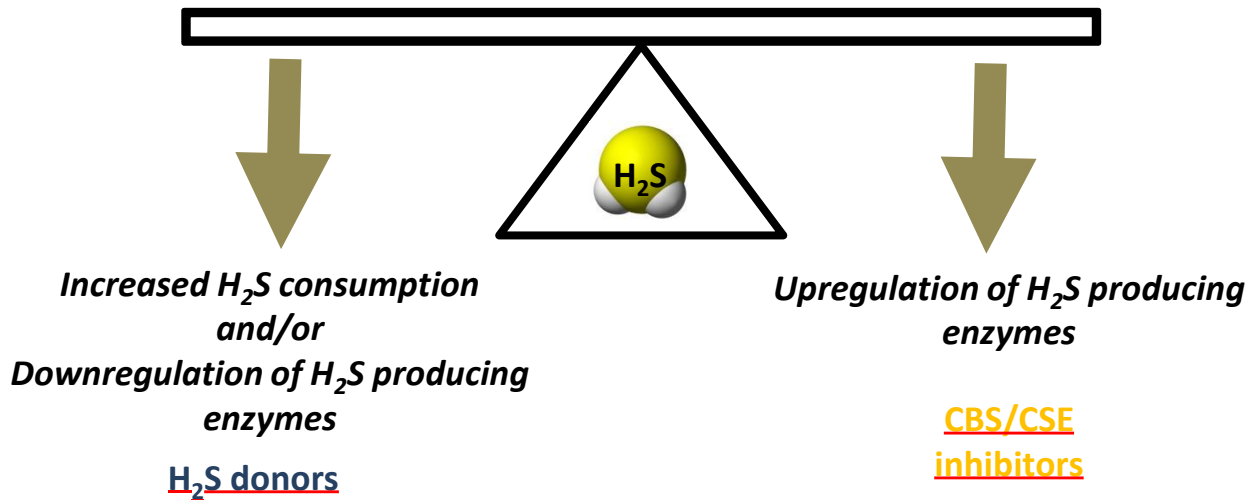 H₂S
Increased H₂S consumption
and/or
Downregulation of H₂S producing
enzymes
H₂S donors
Upregulation of H₂S producing
enzymes
CBS/CSE
inhibitors